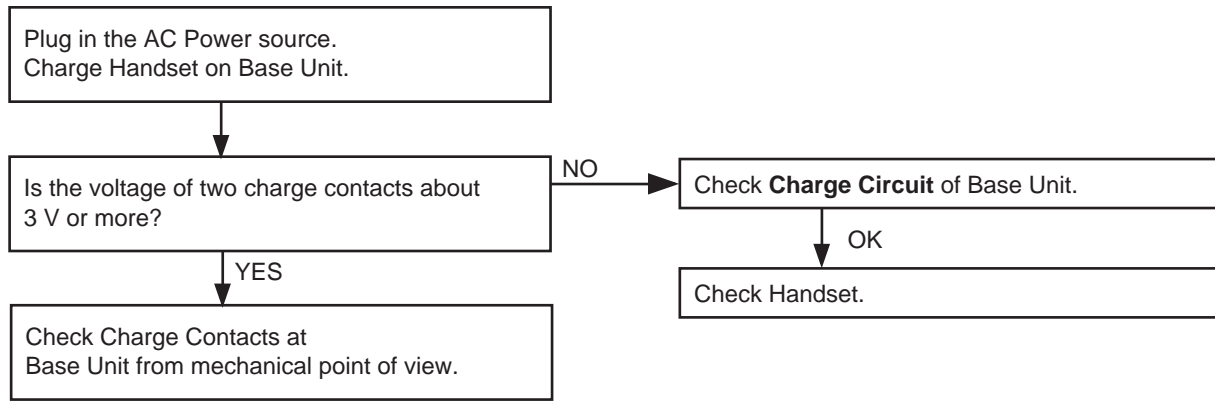 Plug in the AC Power source.
Charge Handset on Base Unit.
Is the voltage of two charge contacts about
3 V or more?
NO
Check Charge Circuit of Base Unit.
OK
Check Handset.
YES
Check Charge Contacts at
Base Unit from mechanical point of view.